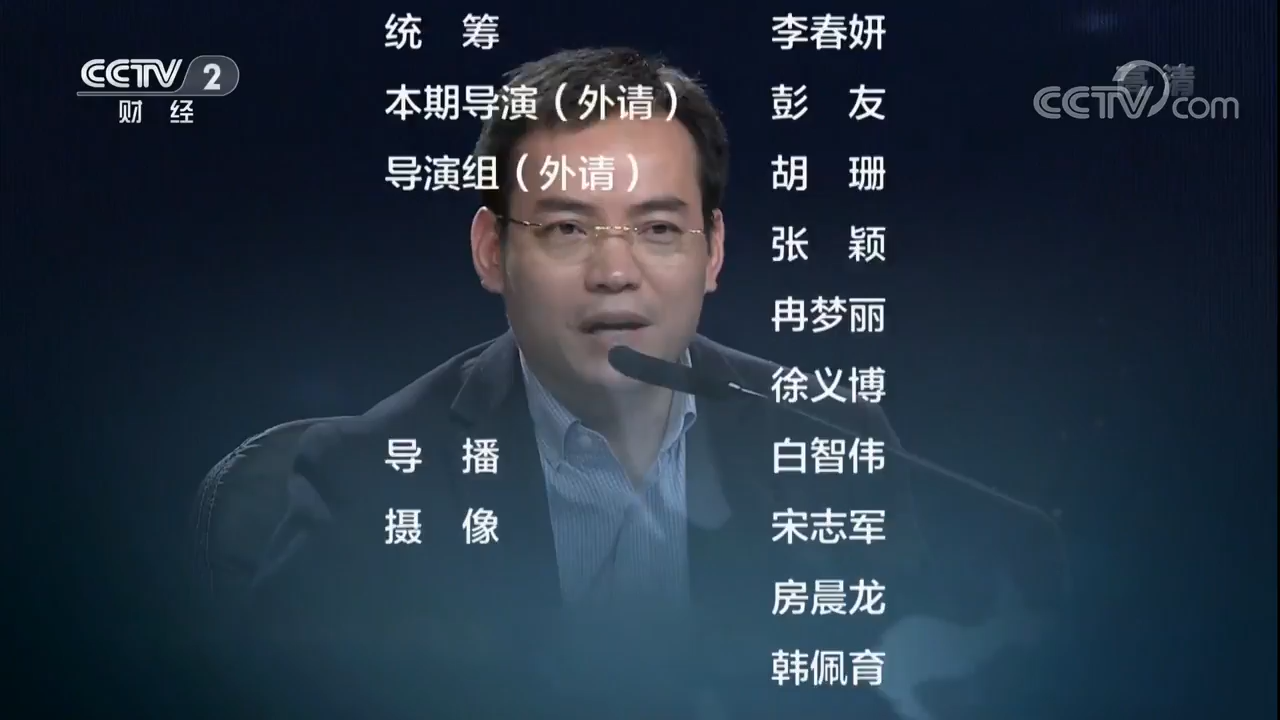 统 筹 李春妍
CCTV 2
财 经
高清
CCTV.com
本期导演（外请） 彭 友
导演组（外请） 胡 珊
张 颖
冉梦丽
徐义博
导 播 白智伟
摄 像 宋志军
房晨龙
韩佩育